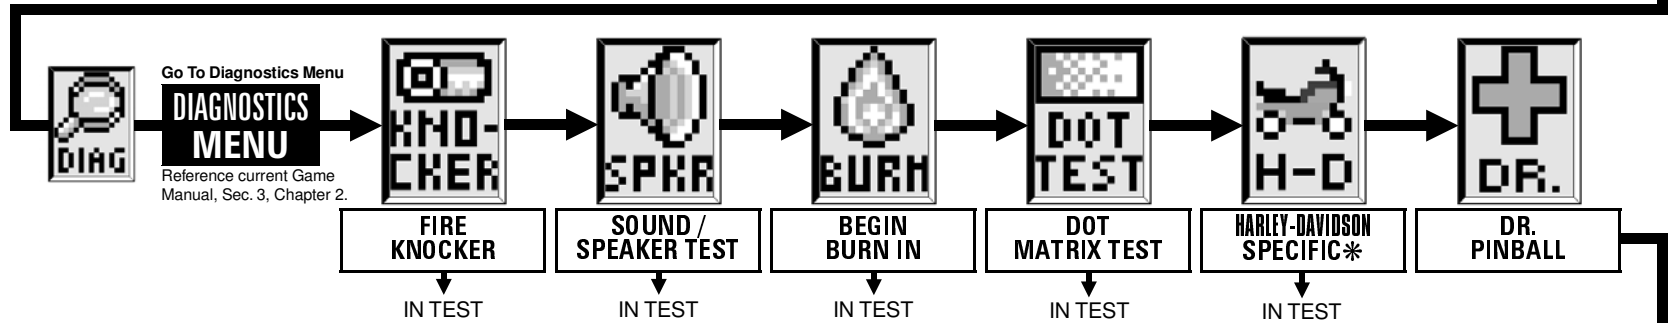 Go To Diagnostics Menu
DIAGNOSTICS
MENU
Reference current Game
Manual, Sec. 3, Chapter 2.
DIAG
KNO-
CKER
SPKR
BURN
DOT
TEST
H-D
DR.
FIRE
KNOCKER
SOUND /
SPEAKER TEST
BEGIN
BURN IN
DOT
MATRIX TEST
HARLEY-DAVIDSON
SPECIFIC✳
DR.
PINBALL
IN TEST
IN TEST
IN TEST
IN TEST
IN TEST